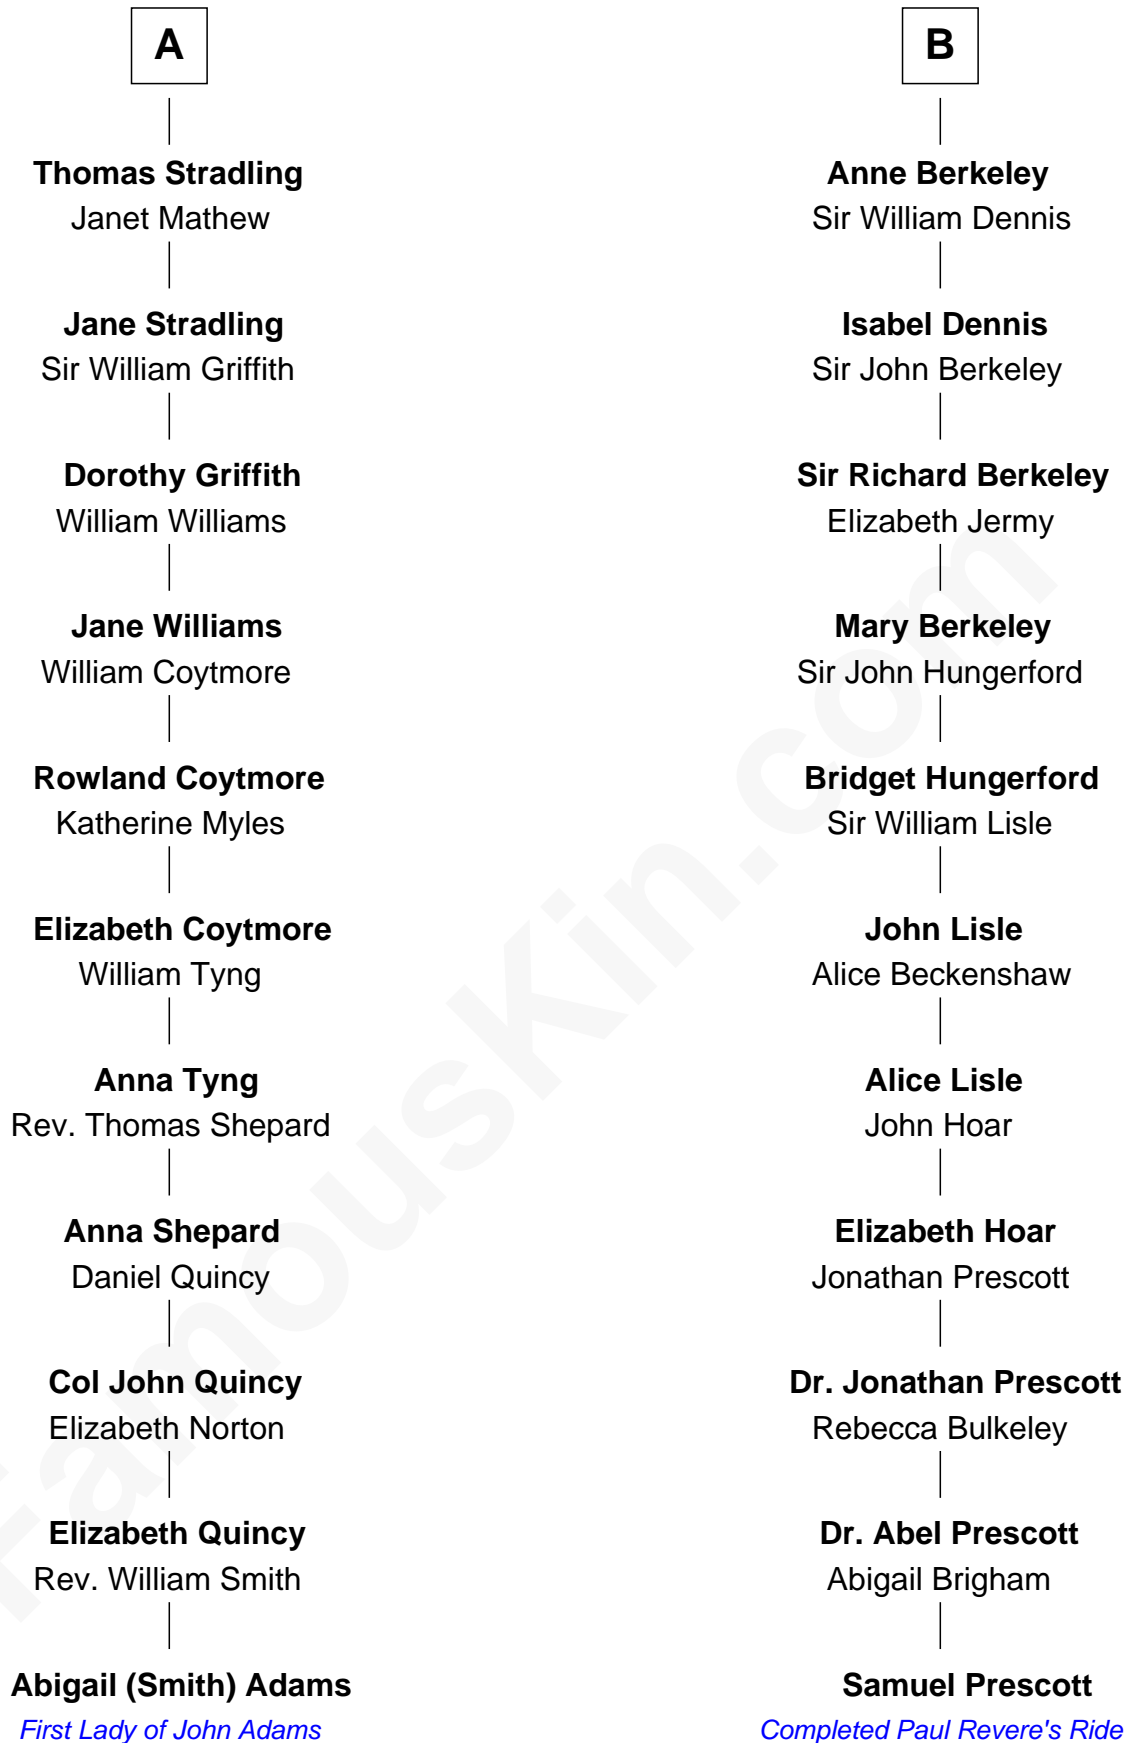 A
Thomas Stradling
Janet Mathew
Jane Stradling
Sir William Griffith
Dorothy Griffith
William Williams
Jane Williams
William Coytmore
Rowland Coytmore
Katherine Myles
Elizabeth Coytmore
William Tyng
Anna Tyng
Rev. Thomas Shepard
Anna Shepard
Daniel Quincy
Col John Quincy
Elizabeth Norton
Elizabeth Quincy
Rev. William Smith
Abigail (Smith) Adams
First Lady of John Adams
B
Anne Berkeley
Sir William Dennis
Isabel Dennis
Sir John Berkeley
Sir Richard Berkeley
Elizabeth Jermy
Mary Berkeley
Sir John Hungerford
Bridget Hungerford
Sir William Lisle
John Lisle
Alice Beckenshaw
Alice Lisle
John Hoar
Elizabeth Hoar
Jonathan Prescott
Dr. Jonathan Prescott
Rebecca Bulkeley
Dr. Abel Prescott
Abigail Brigham
Samuel Prescott
Completed Paul Revere's Ride
FamousKin.com